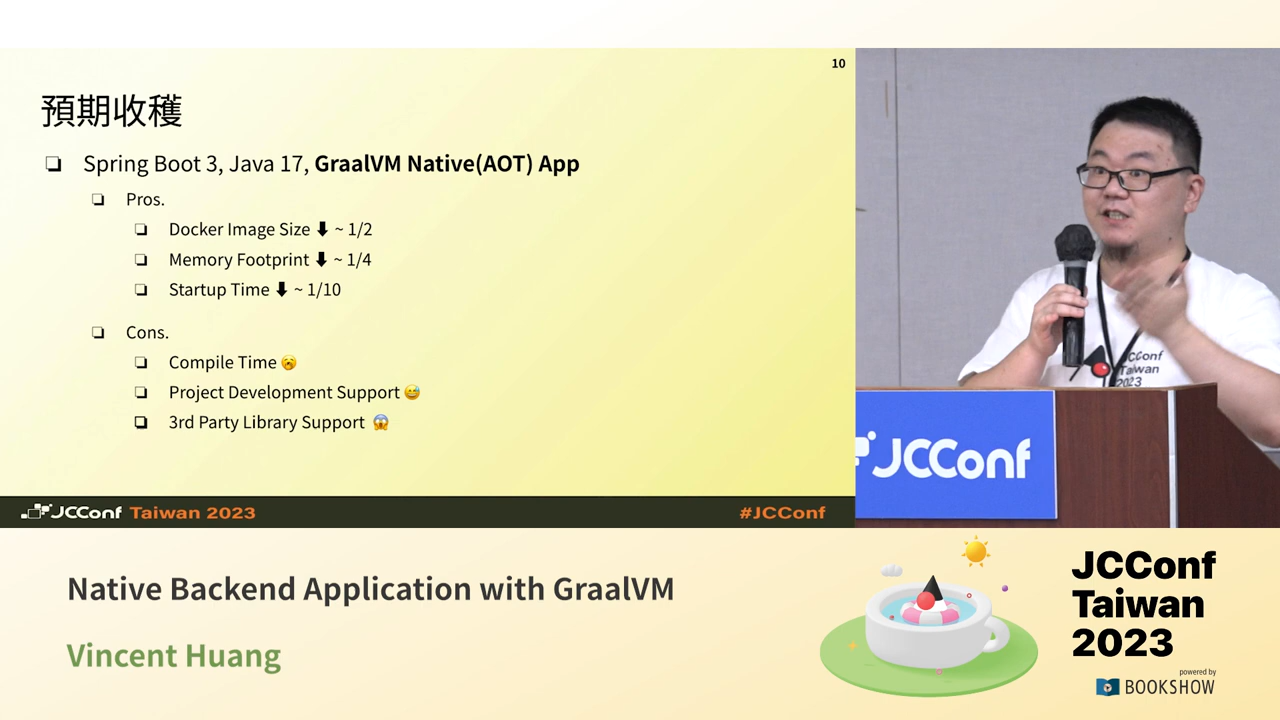 10
預期收穫
Spring Boot 3, Java 17, GraalVM Native(AOT) App
Pros.
Docker Image Size ⬇ ~ 1/2
Memory Footprint ⬇ ~ 1/4
Startup Time ⬇ ~ 1/10
Cons.
Compile Time 🥱
Project Development Support 😅
3rd Party Library Support 😱
JCConf Taiwan 2023
#JCConf
JCConf
Taiwan
2023
JCConf
Native Backend Application with GraalVM
Vincent Huang
JCConf
Taiwan
2023
powered by
BOOKSHOW